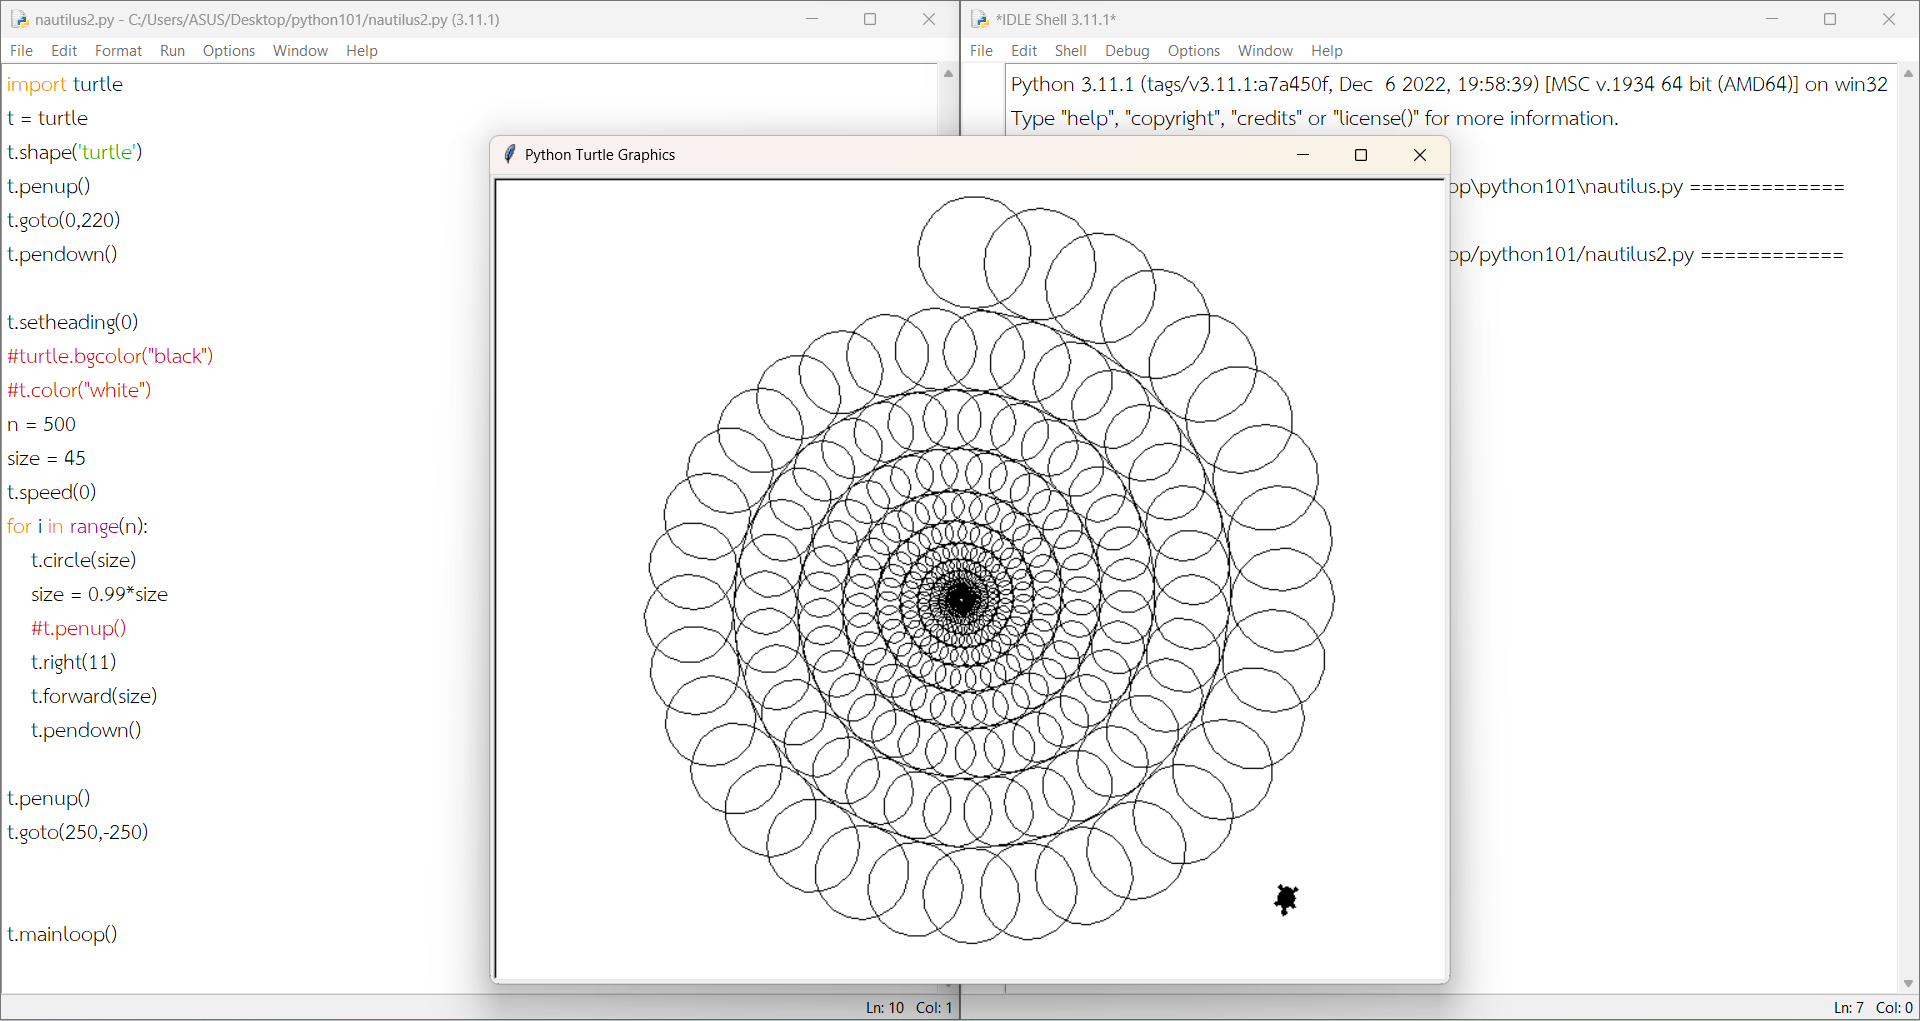 nautilus2.py - C:/Users/ASUS/Desktop/python101/nautilus2.py (3.11.1)
File Edit Format Run Options Window Help
import turtle
t = turtle
t.shape('turtle')
t.penup()
t.goto(0,220)
t.pendown()
t.setheading(0)
#turtle.bgcolor("black")
#t.color("white")
n = 500
size = 45
t.speed(0)
for i in range(n):
t.circle(size)
size = 0.99*size
#t.penup()
t.right(11)
t.forward(size)
t.pendown()
t.penup()
t.goto(250,-250)
t.mainloop()
Ln: 10 Col: 1
*IDLE Shell 3.11.1*
File Edit Shell Debug Options Window Help
Python 3.11.1 (tags/v3.11.1:a7a450f, Dec  6 2022, 19:58:39) [MSC v.1934 64 bit (AMD64)] on win32
Type "help", "copyright", "credits" or "license()" for more information.
op\python101\nautilus.py =============
op/python101/nautilus2.py ============
Ln: 7 Col: 0
Python Turtle Graphics